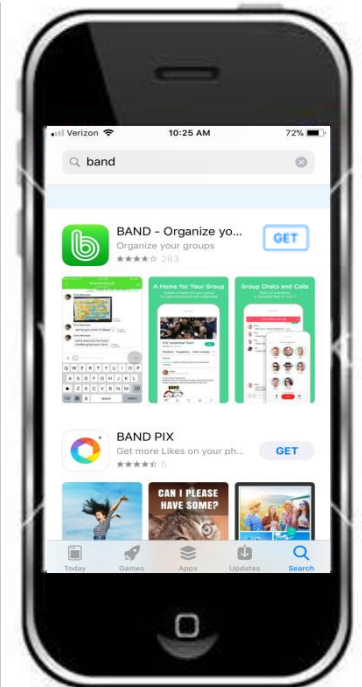 Verizon 10:25 AM 72%
band
BAND - Organize yo...
Organize your groups
283
GET
A Home For Your Group
Group Chats and Calls
Q W E R T Y U I O P
A S D F G H J K L
Z X C V B N M
BAND PIX
Get more Likes on your ph...
5
GET
CAN I PLEASE
HAVE SOME?
Today Games Apps Updates Search